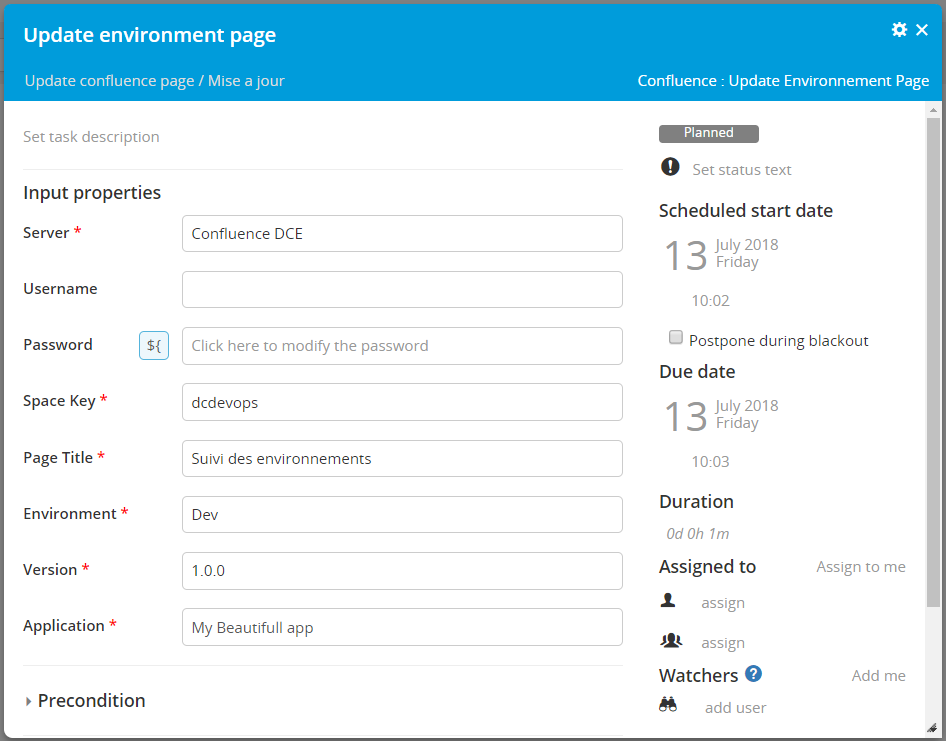 Update environment page
Update confluence page / Mise a jour
Confluence : Update Environnement Page
Set task description
Input properties
Server *
Confluence DCE
Username
Password
${
Click here to modify the password
Space Key *
dcdevops
Page Title *
Suivi des environnements
Environment *
Dev
Version *
1.0.0
Application *
My Beautifull app
Precondition
Planned
Set status text
Scheduled start date
13
July 2018
Friday
10:02
Postpone during blackout
Due date
13
July 2018
Friday
10:03
Duration
0d 0h 1m
Assigned to
Assign to me
assign
assign
Watchers ?
Add me
add user